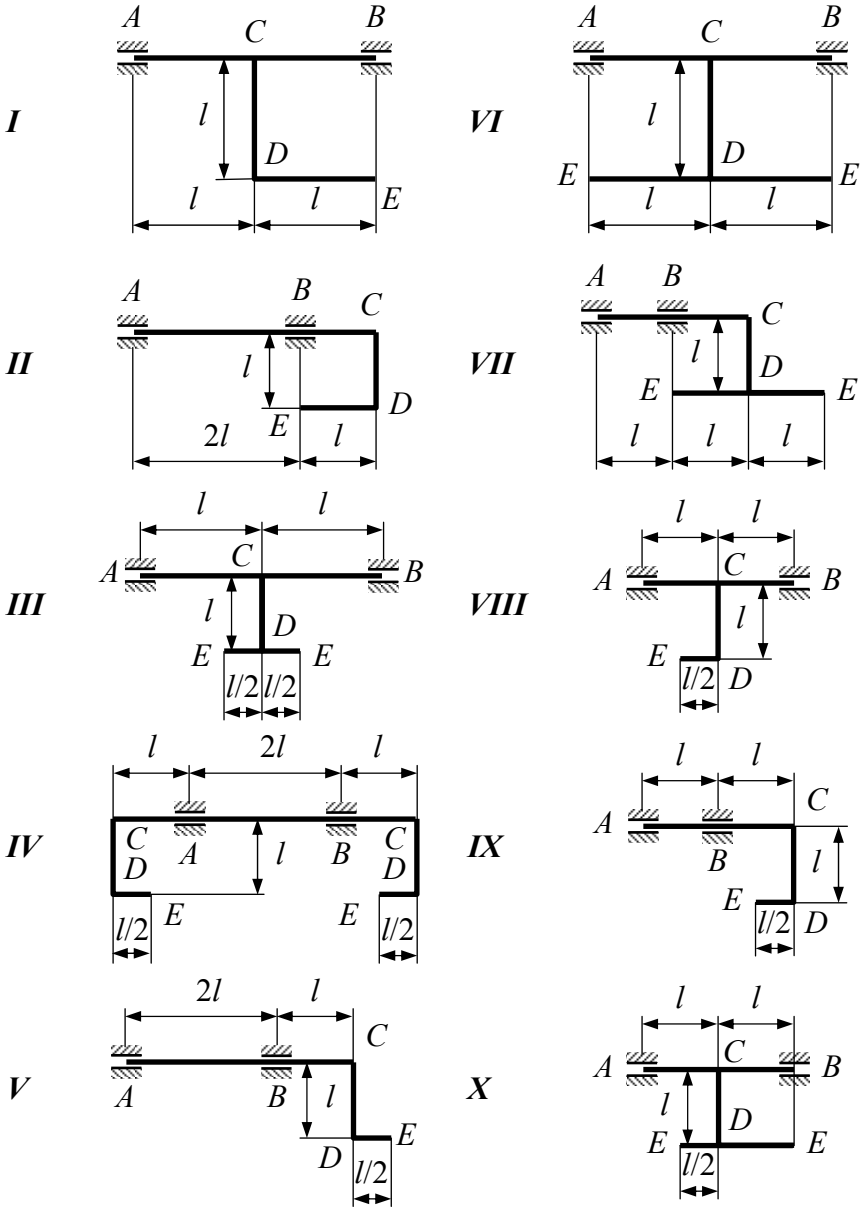 A C B
I l D E
l l
A C B
VI l D
E E
l l
A B C
II l E D
2l l
A B C
VII l D
E E
l l l
l l
A C B
III l D
E E
l/2 l/2
l l
A C B
VIII l
E D
l/2
l 2l l
IV C A B C
D l D
E E
l/2 l/2
l l
A C
IX B l
E D
l/2
2l l
C
V A B l
D E
l/2
l l
A C B
X l D
E E
l/2